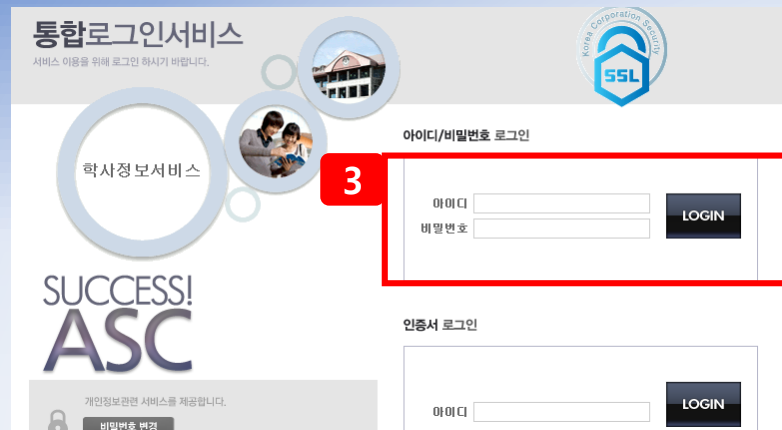 통합로그인서비스
서비스 이용을 위해 로그인 하시기 바랍니다.
Korea Corporation Security
SSL
학사정보서비스
SUCCESS!
ASC
개인정보관련 서비스를 제공합니다.
비밀번호 변경
아이디/비밀번호 로그인
3
아이디
비밀번호
LOGIN
인증서 로그인
아이디
LOGIN